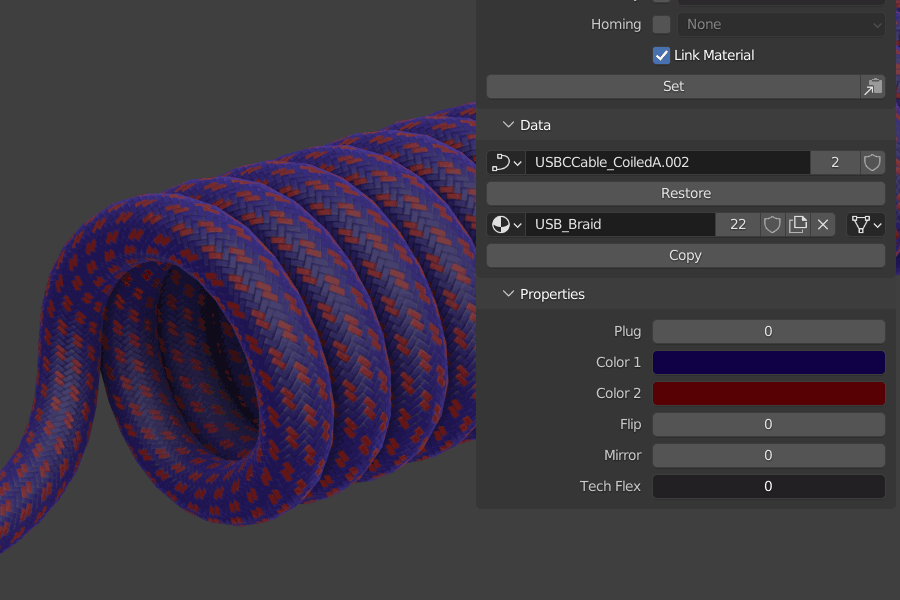 Homing None
Link Material
Set
Data
USBCCable_CoiledA.002 2
Restore
USB_Braid 22
Copy
Properties
Plug 0
Color 1
Color 2
Flip 0
Mirror 0
Tech Flex 0